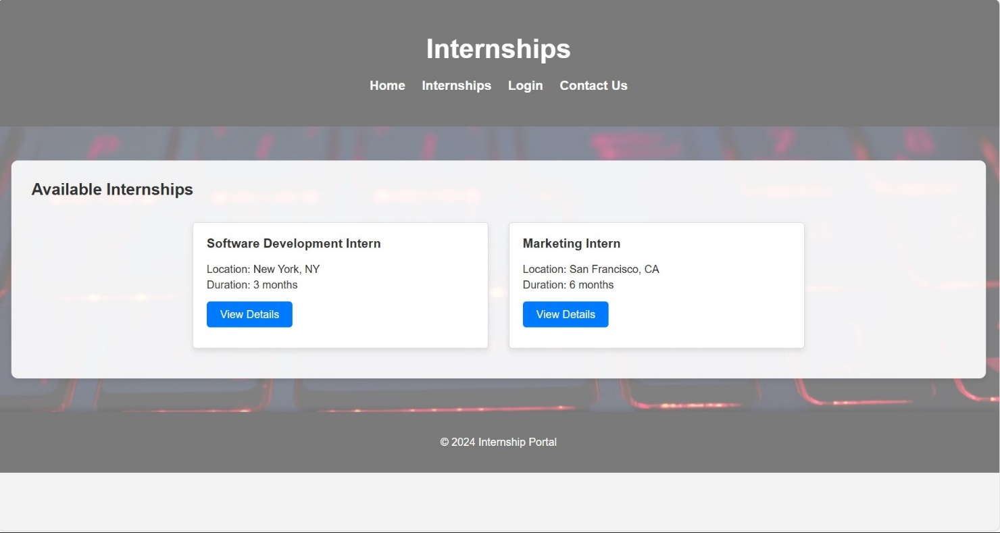 Internships
Home Internships Login Contact Us
Available Internships
Software Development Intern
Location: New York, NY
Duration: 3 months
View Details
Marketing Intern
Location: San Francisco, CA
Duration: 6 months
View Details
© 2024 Internship Portal